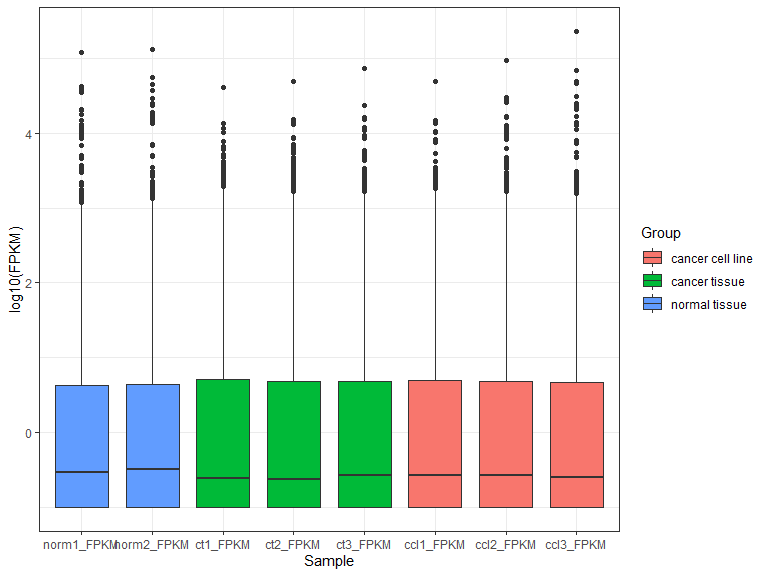 log10(FPKM)
4
2
0
norm1_FPKM norm2_FPKM ct1_FPKM ct2_FPKM ct3_FPKM ccl1_FPKM ccl2_FPKM ccl3_FPKM
Sample
Group
cancer cell line
cancer tissue
normal tissue